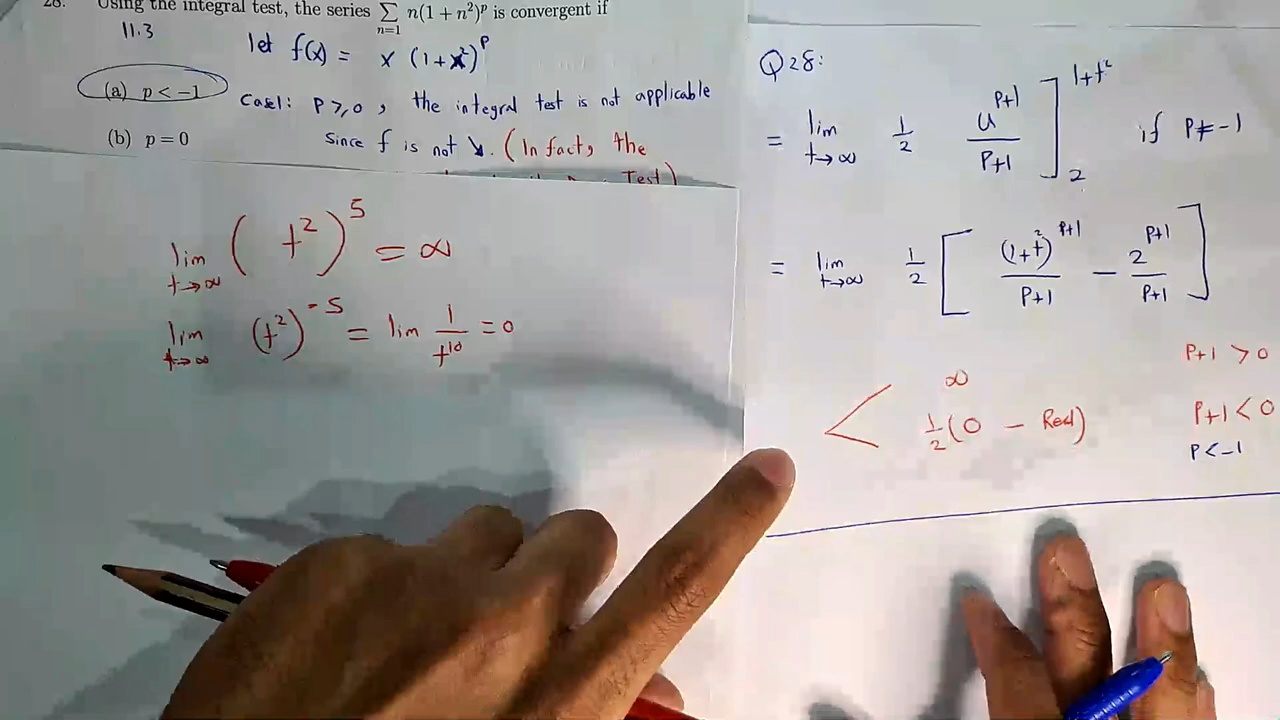 28. Using the integral test, the series ∑ n=1 n(1 + n²)^p is convergent if
11.3
let f(x) = x (1+x²)^p
(a) p < −1
Case1: P ≥ 0, the integral test is not applicable
(b) p = 0
since f is not ↘. (In fact, the
Test)
lim t→∞ ( t² )^5 = ∞
lim t→∞ (t²)^-5 = lim 1/t^10 = 0
Q28:
= lim t→∞ 1/2 u^P+1/P+1 ] 2 1+t² if P≠-1
= lim t→∞ 1/2 [ (1+t²)^P+1/P+1 − 2^P+1/P+1 ]
∞ P+1 > 0
< 1/2 (0 − Real) P+1 < 0
P < -1